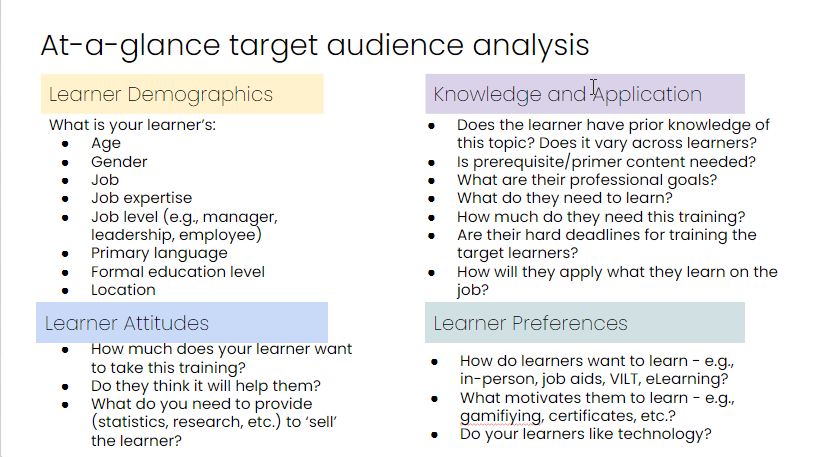 At-a-glance target audience analysis
Learner Demographics
What is your learner's:
● Age
● Gender
● Job
● Job expertise
● Job level (e.g., manager,
leadership, employee)
● Primary language
● Formal education level
● Location
Knowledge and Application
● Does the learner have prior knowledge of
this topic? Does it vary across learners?
● Is prerequisite/primer content needed?
● What are their professional goals?
● What do they need to learn?
● How much do they need this training?
● Are their hard deadlines for training the
target learners?
● How will they apply what they learn on the
job?
Learner Attitudes
● How much does your learner want
to take this training?
● Do they think it will help them?
● What do you need to provide
(statistics, research, etc.) to ‘sell’
the learner?
Learner Preferences
● How do learners want to learn - e.g.,
in-person, job aids, VILT, eLearning?
● What motivates them to learn - e.g.,
gamifiying, certificates, etc.?
● Do your learners like technology?